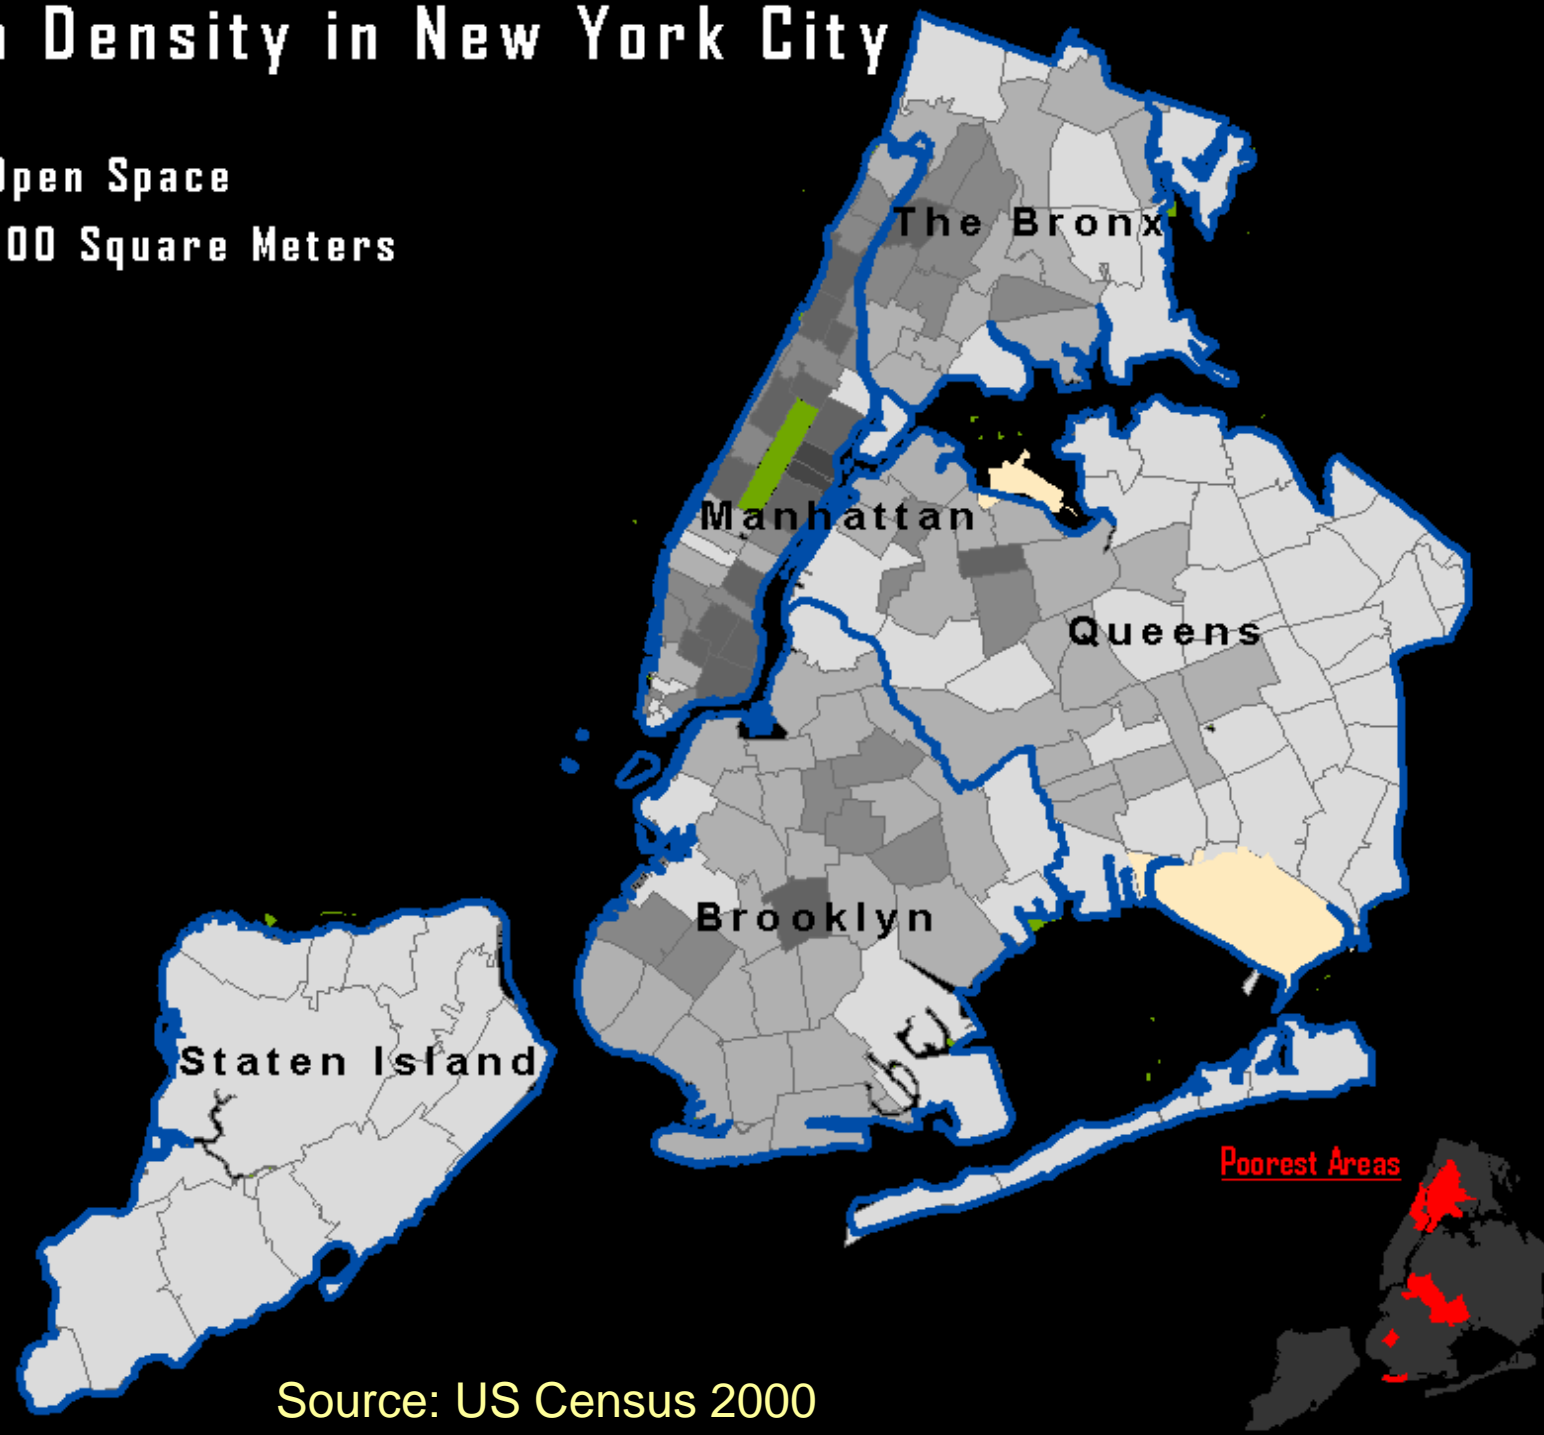 Density in New York City
Open Space
00 Square Meters
The Bronx
Manhattan
Queens
Brooklyn
Staten Island
Poorest Areas
Source: US Census 2000